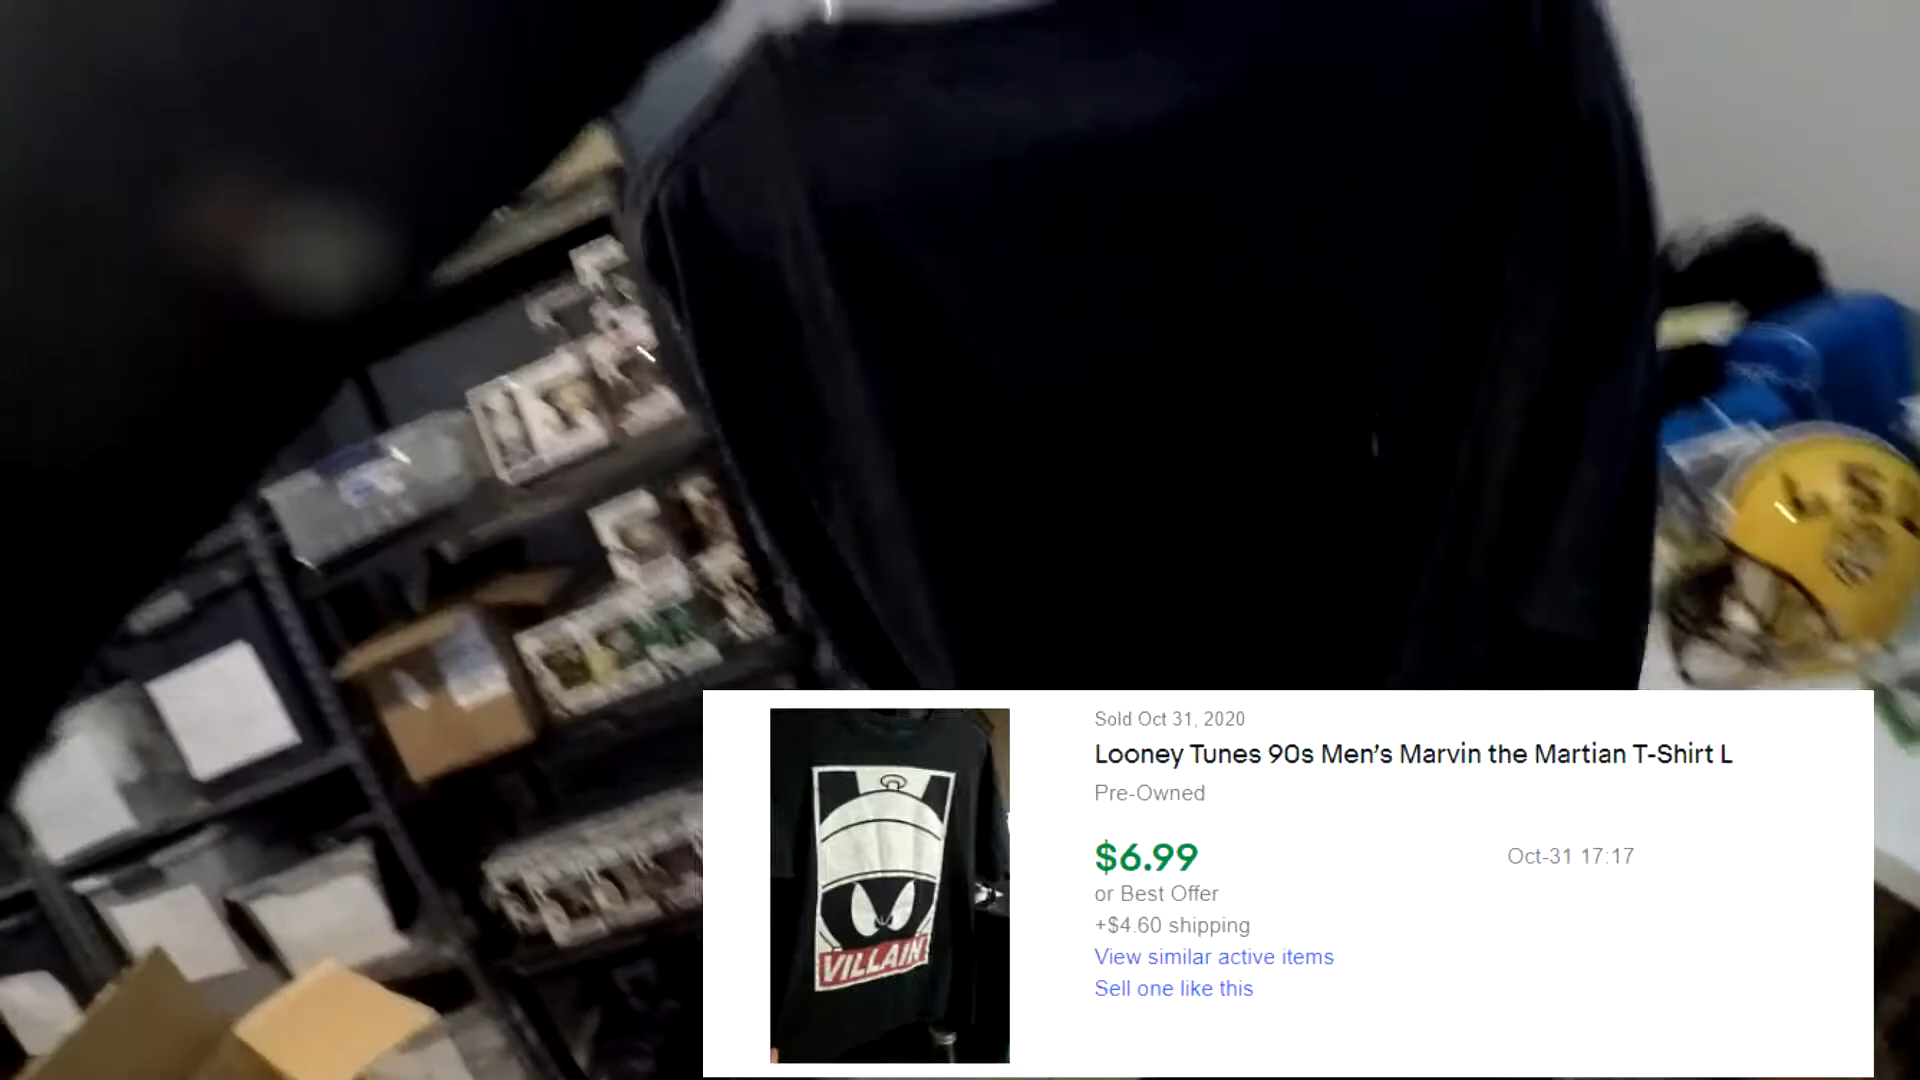 Sold Oct 31, 2020
Looney Tunes 90s Men's Marvin the Martian T-Shirt L
Pre-Owned
$6.99
Oct-31 17:17
or Best Offer
+$4.60 shipping
View similar active items
Sell one like this
VILLAIN